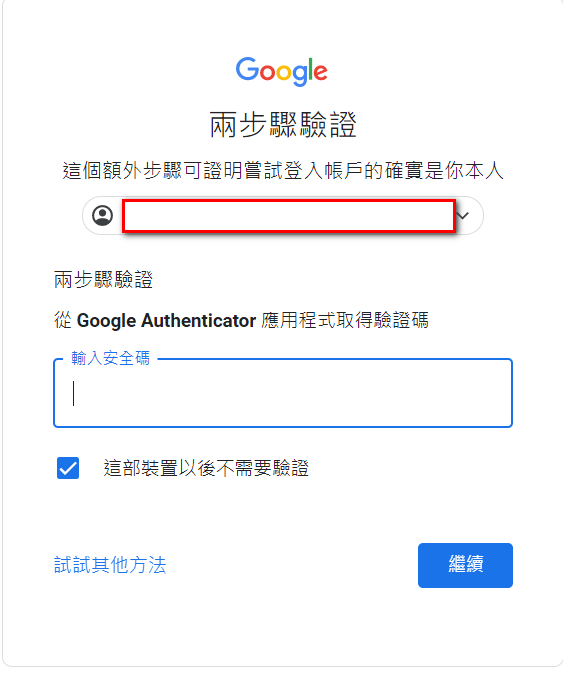 Google
兩步驟驗證
這個額外步驟可證明嘗試登入帳戶的確實是你本人
兩步驟驗證
從 Google Authenticator 應用程式取得驗證碼
輸入安全碼
這部裝置以後不需要驗證
試試其他方法
繼續